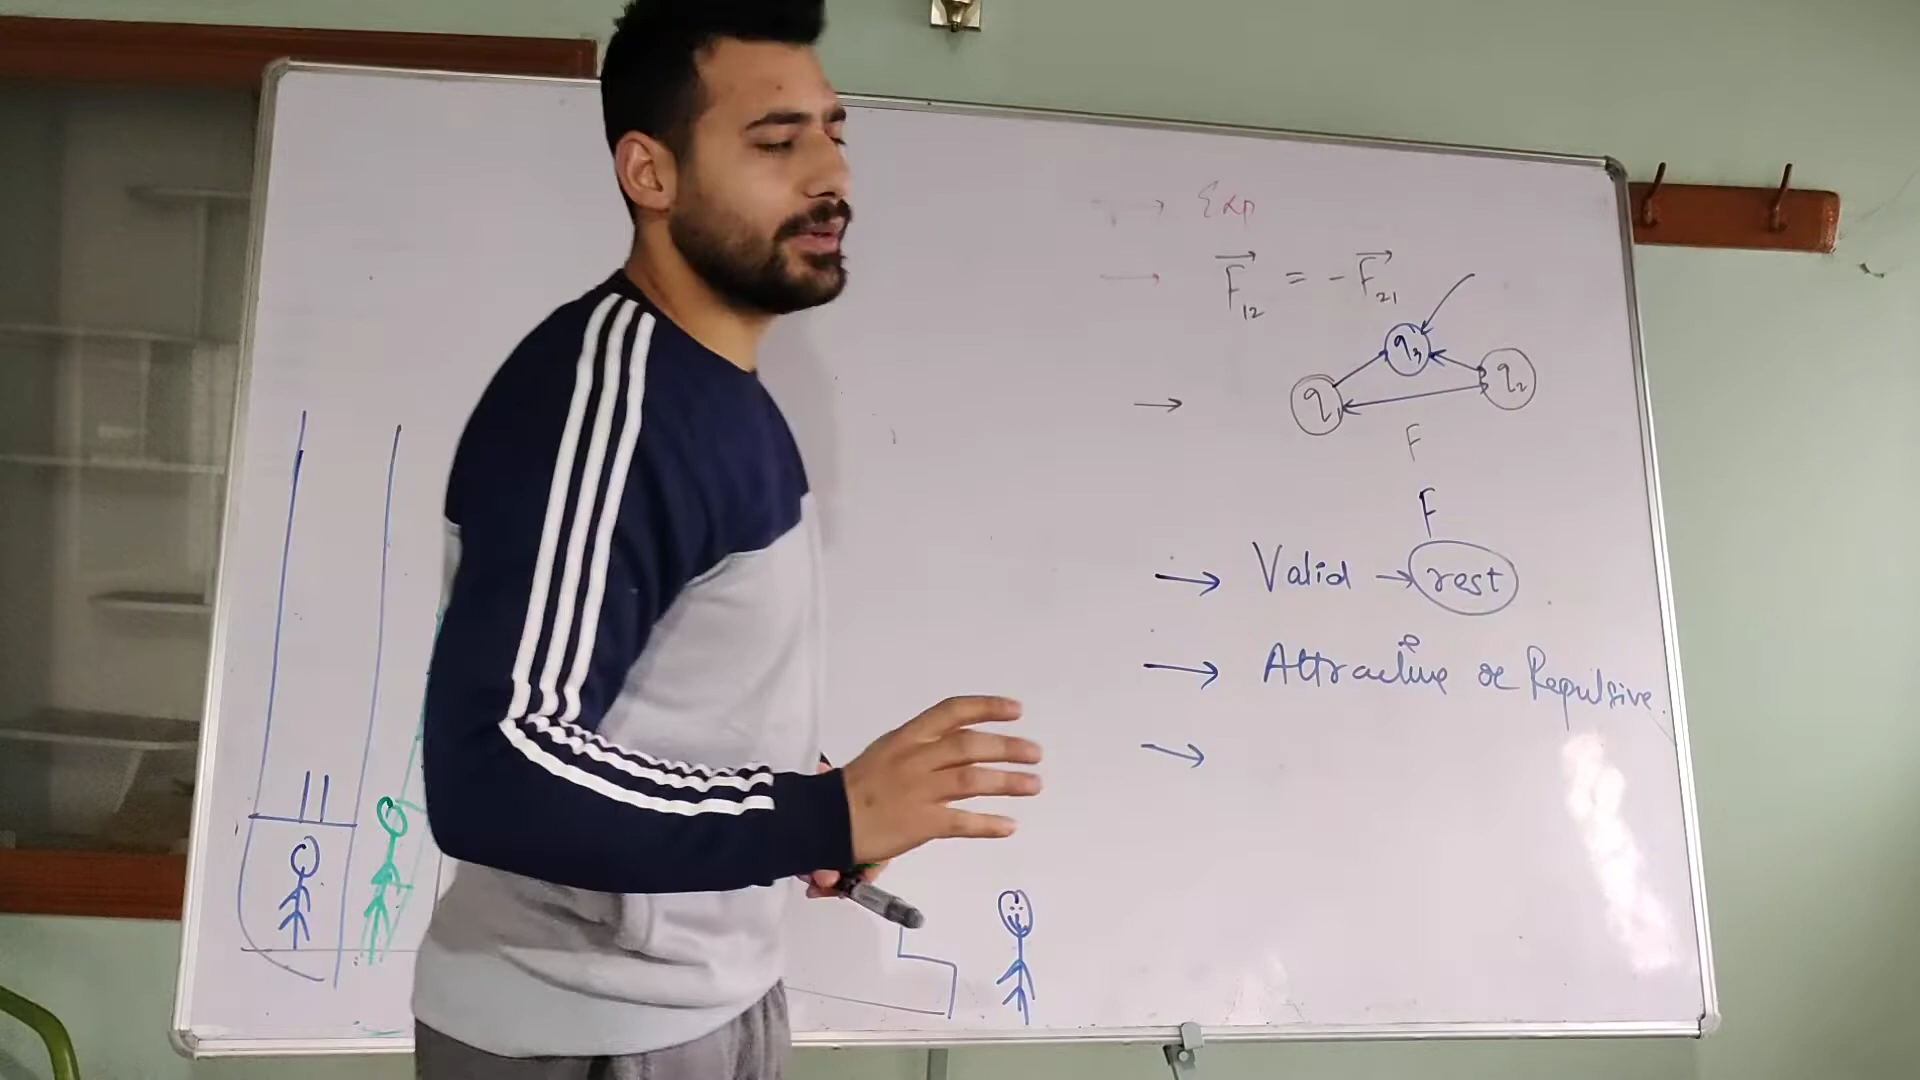 → Exp
→ F₁₂ = -F₂₁
q₃
→ q₁ q₂
F
F
→ Valid → rest
→ Attractive or Repulsive.
→